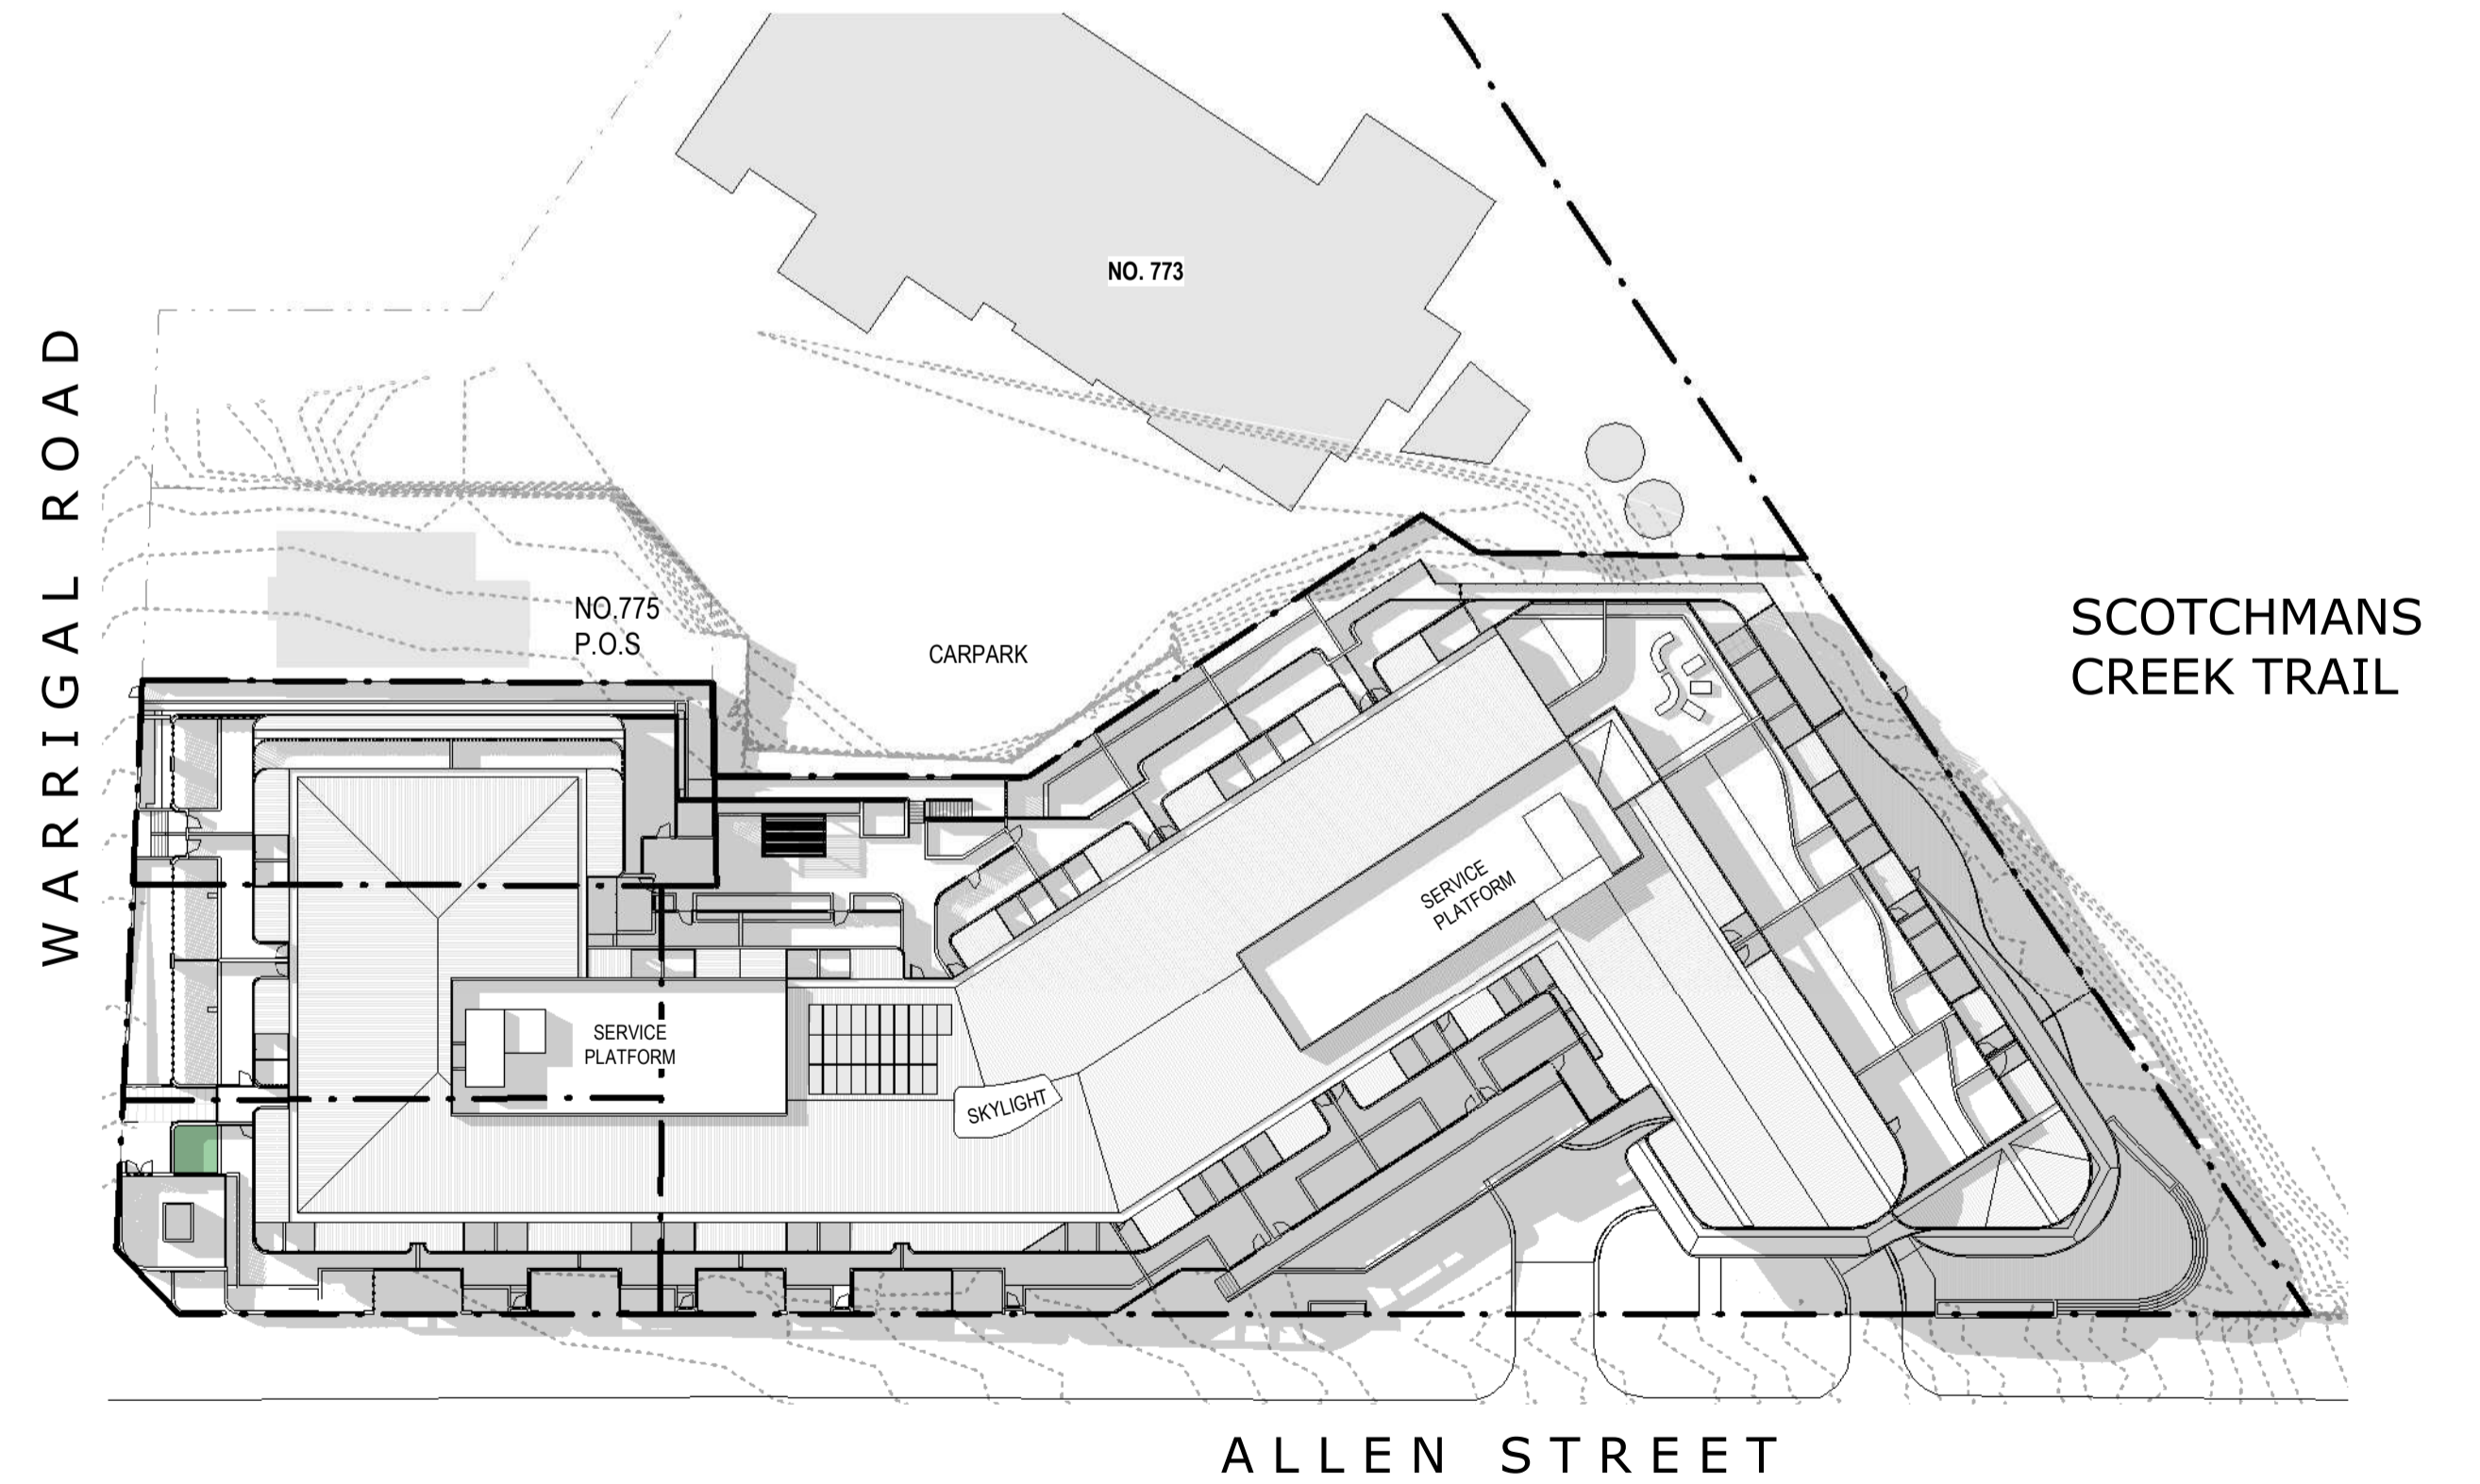 NO. 773
WARRIGAL ROAD
NO.775
P.O.S
CARPARK
SCOTCHMANS
CREEK TRAIL
SERVICE
PLATFORM
SERVICE
PLATFORM
SKYLIGHT
ALLEN STREET